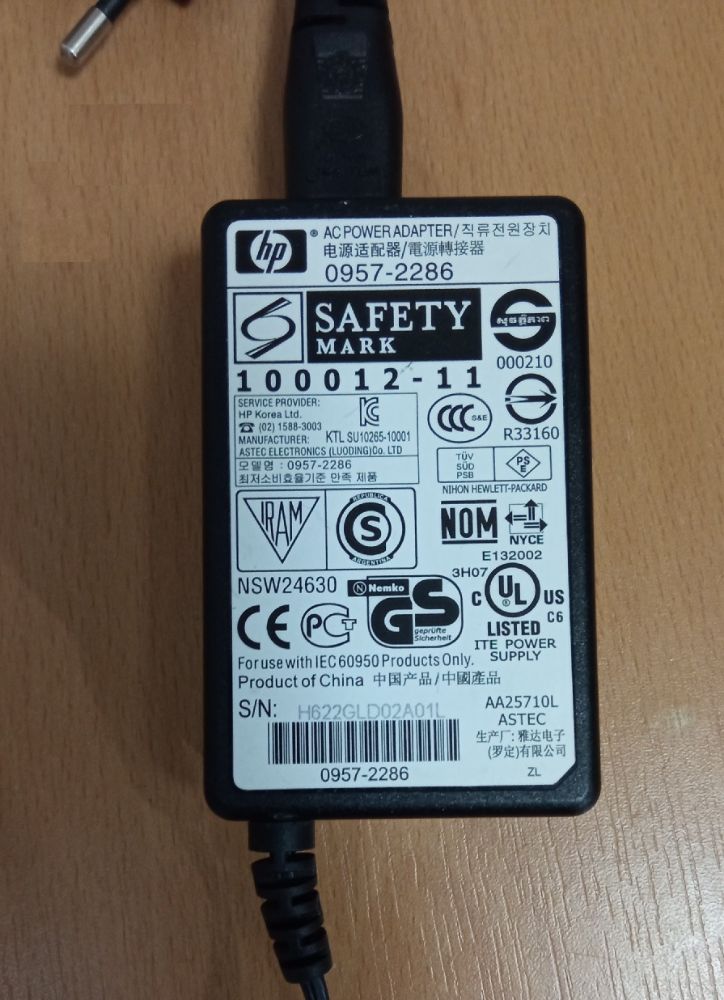 hp ® AC POWER ADAPTER/직류전원장치
电源适配器/電源轉接器
0957-2286
SAFETY
MARK
000210
100012-11
R33160
SERVICE PROVIDER:
HP Korea Ltd.
☎ (02) 1588-3003
MANUFACTURER: KTL SU10265-10001
ASTEC ELECTRONICS (LUODING)Co. LTD
모델명 : 0957-2286
최저소비효율기준 만족 제품
CCC S&E
TÜV
SÜD
PSB
PSE
NIHON HEWLETT-PACKARD
IRAM
REPUBLICA
S
ARGENTINA
NOM
NYCE
E132002
3H07
NSW24630
N Nemko
GS
geprüfte
Sicherheit
CE
PCT
C UL ® US
C6
LISTED
ITE POWER
SUPPLY
For use with IEC 60950 Products Only.
Product of China 中国产品/中國產品
S/N: H622GLD02A01L
0957-2286
AA25710L
ASTEC
生产厂: 雅达电子
(罗定)有限公司
ZL